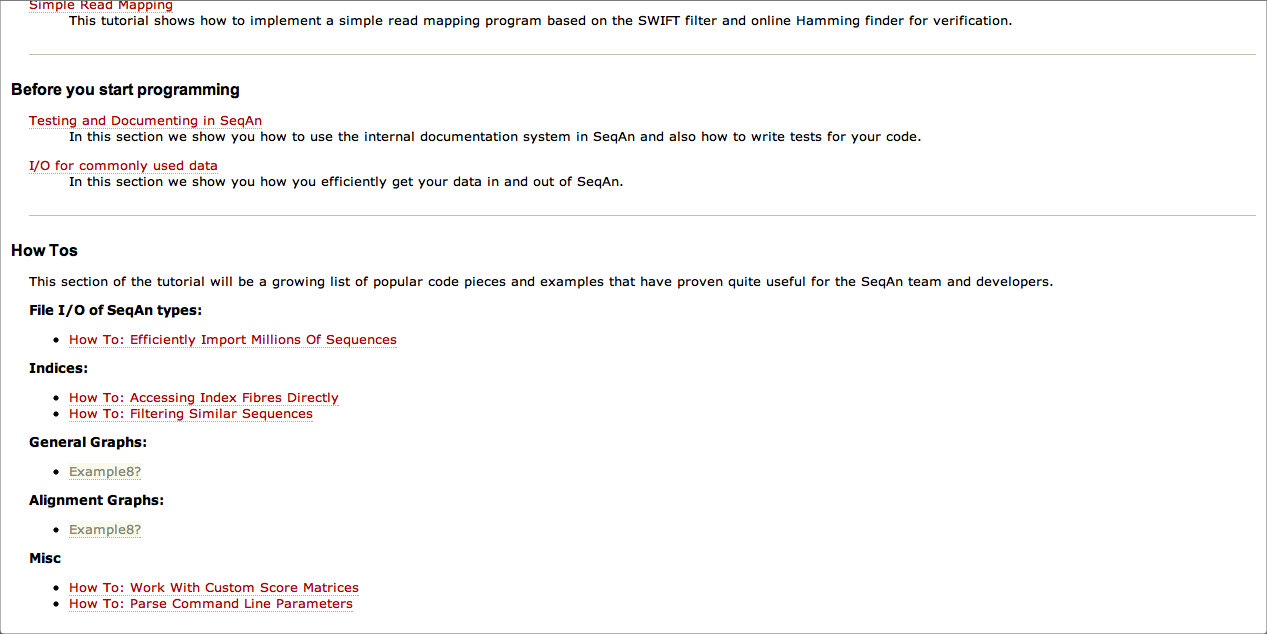 Simple Read Mapping
This tutorial shows how to implement a simple read mapping program based on the SWIFT filter and online Hamming finder for verification.
Before you start programming
Testing and Documenting in SeqAn
In this section we show you how to use the internal documentation system in SeqAn and also how to write tests for your code.
I/O for commonly used data
In this section we show you how you efficiently get your data in and out of SeqAn.
How Tos
This section of the tutorial will be a growing list of popular code pieces and examples that have proven quite useful for the SeqAn team and developers.
File I/O of SeqAn types:
• How To: Efficiently Import Millions Of Sequences
Indices:
• How To: Accessing Index Fibres Directly
• How To: Filtering Similar Sequences
General Graphs:
• Example8?
Alignment Graphs:
• Example8?
Misc
• How To: Work With Custom Score Matrices
• How To: Parse Command Line Parameters